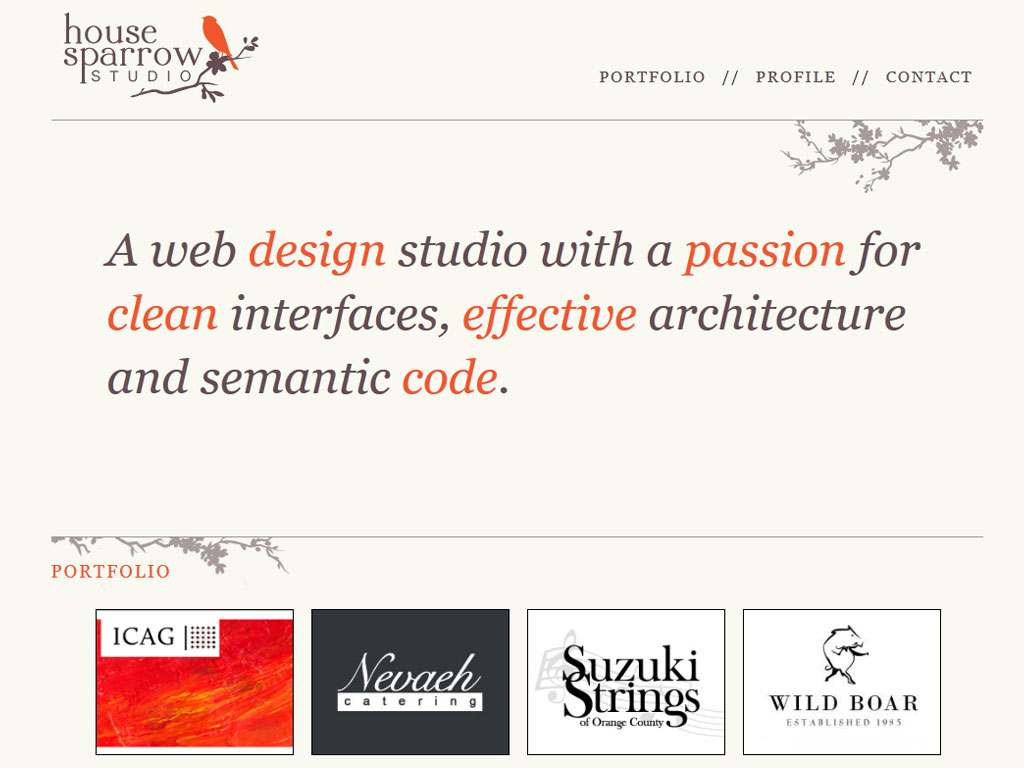 house
sparrow
STUDIO
PORTFOLIO // PROFILE // CONTACT
A web design studio with a passion for
clean interfaces, effective architecture
and semantic code.
PORTFOLIO
ICAG
Nevaeh
catering
Suzuki
Strings
of Orange County
WILD BOAR
ESTABLISHED 1985